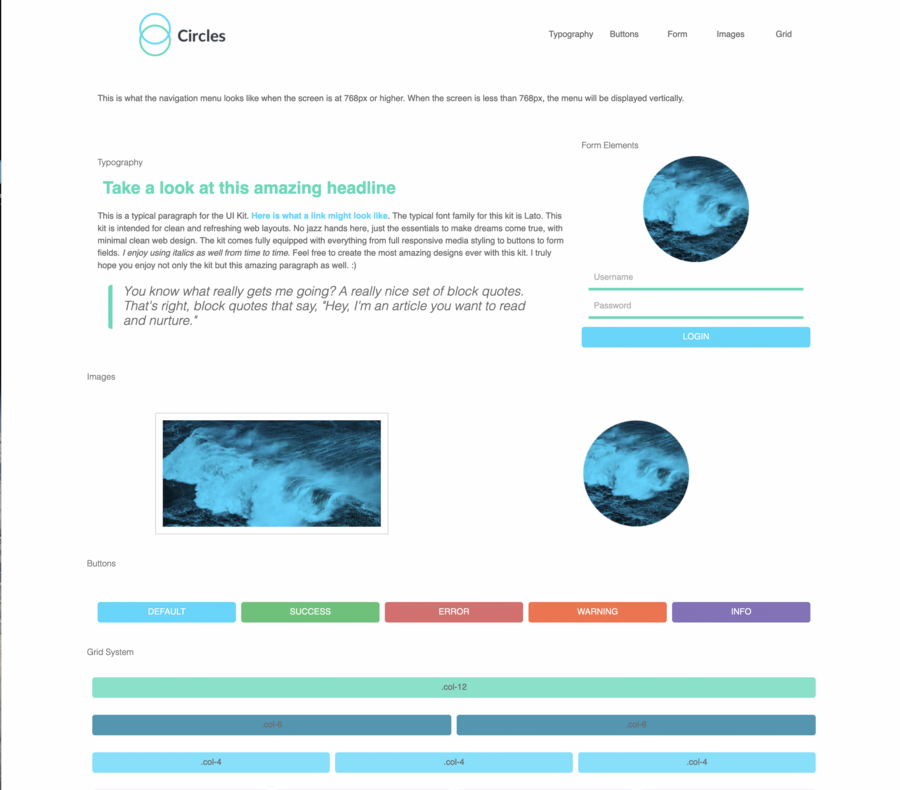 Circles
Typography Buttons Form Images Grid
This is what the navigation menu looks like when the screen is at 768px or higher. When the screen is less than 768px, the menu will be displayed vertically.
Typography
Take a look at this amazing headline
This is a typical paragraph for the UI Kit. Here is what a link might look like. The typical font family for this kit is Lato. This
kit is intended for clean and refreshing web layouts. No jazz hands here, just the essentials to make dreams come true, with
minimal clean web design. The kit comes fully equipped with everything from full responsive media styling to buttons to form
fields. I enjoy using italics as well from time to time. Feel free to create the most amazing designs ever with this kit. I truly
hope you enjoy not only the kit but this amazing paragraph as well. :)
You know what really gets me going? A really nice set of block quotes.
That's right, block quotes that say, "Hey, I'm an article you want to read
and nurture."
Form Elements
Username
Password
LOGIN
Images
Buttons
DEFAULT SUCCESS ERROR WARNING INFO
Grid System
.col-12
.col-6 .col-6
.col-4 .col-4 .col-4